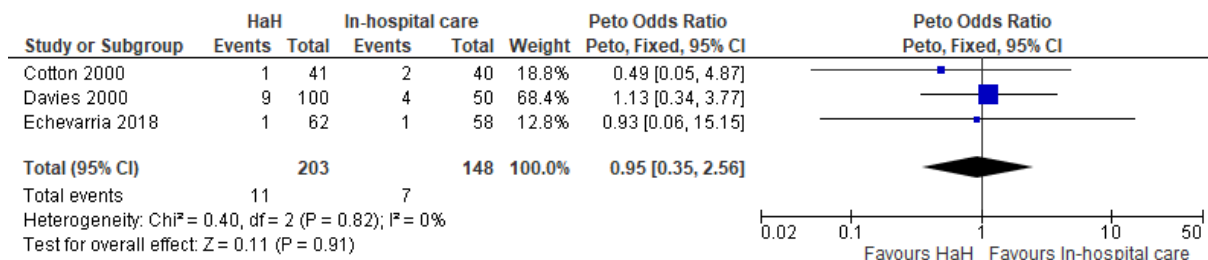 HaH In-hospital care Peto Odds Ratio Peto Odds Ratio
Study or Subgroup Events Total Events Total Weight Peto, Fixed, 95% CI Peto, Fixed, 95% CI
Cotton 2000 1 41 2 40 18.8% 0.49 [0.05, 4.87]
Davies 2000 9 100 4 50 68.4% 1.13 [0.34, 3.77]
Echevarria 2018 1 62 1 58 12.8% 0.93 [0.06, 15.15]
Total (95% CI) 203 148 100.0% 0.95 [0.35, 2.56]
Total events 11 7
Heterogeneity: Chi² = 0.40, df = 2 (P = 0.82); I² = 0%
Test for overall effect: Z = 0.11 (P = 0.91)
0.02 0.1 1 10 50
Favours HaH Favours In-hospital care